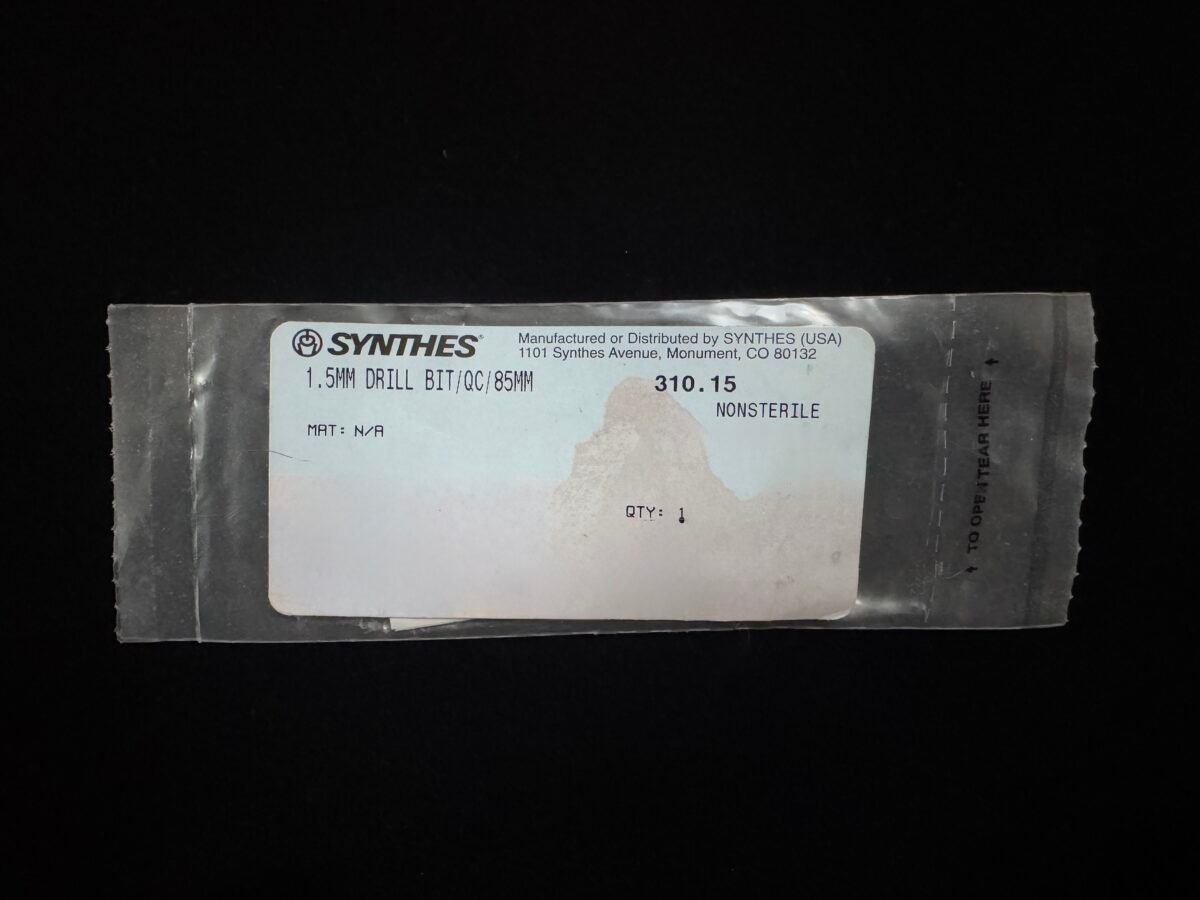 SYNTHES®
Manufactured or Distributed by SYNTHES (USA)
1101 Synthes Avenue, Monument, CO 80132
1.5MM DRILL BIT/QC/85MM
310.15
NONSTERILE
MAT: N/A
QTY: 1
TO OPEN TEAR HERE